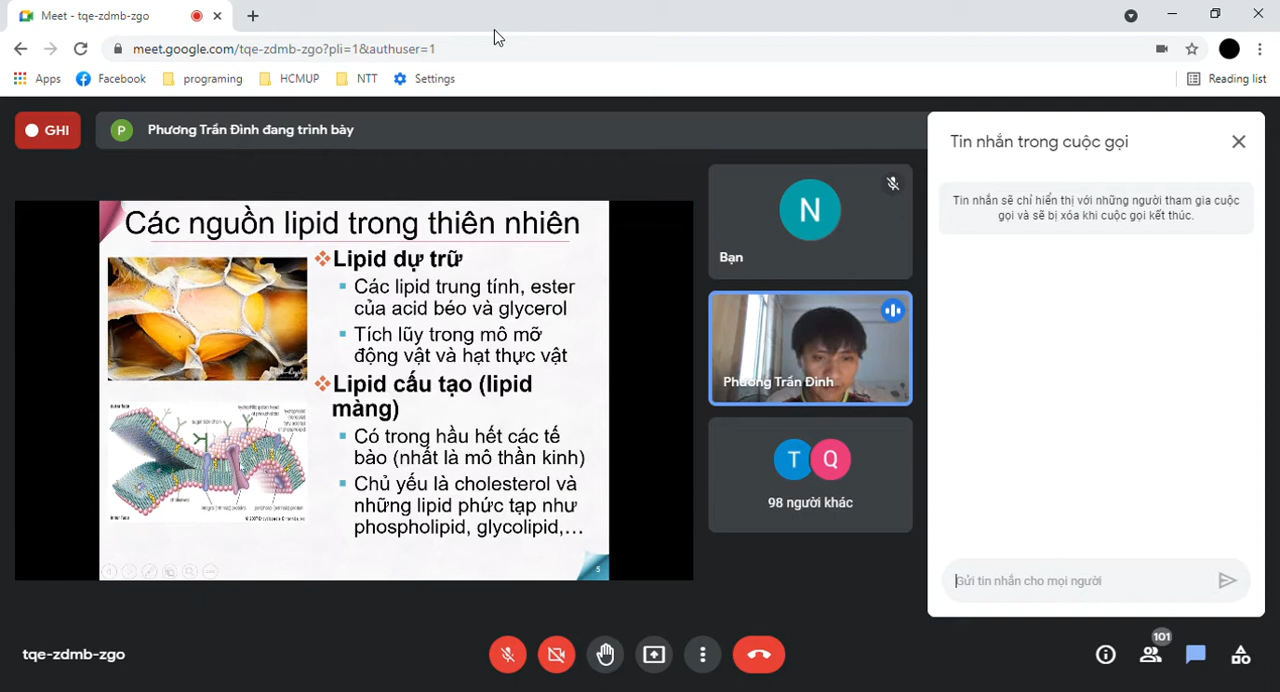 Meet - tqe-zdmb-zgo
meet.google.com/tqe-zdmb-zgo?pli=1&authuser=1
Apps Facebook programing HCMUP NTT Settings Reading list
GHI
P Phương Trần Đình đang trình bày
Các nguồn lipid trong thiên nhiên
Lipid dự trữ
Các lipid trung tính, ester
của acid béo và glycerol
Tích lũy trong mô mỡ
động vật và hạt thực vật
Lipid cấu tạo (lipid
màng)
Có trong hầu hết các tế
bào (nhất là mô thần kinh)
Chủ yếu là cholesterol và
những lipid phức tạp như
phospholipid, glycolipid,...
5
N
Bạn
Phương Trần Đình
T Q
98 người khác
Tin nhắn trong cuộc gọi
Tin nhắn sẽ chỉ hiển thị với những người tham gia cuộc
gọi và sẽ bị xóa khi cuộc gọi kết thúc.
Gửi tin nhắn cho mọi người
tqe-zdmb-zgo
101